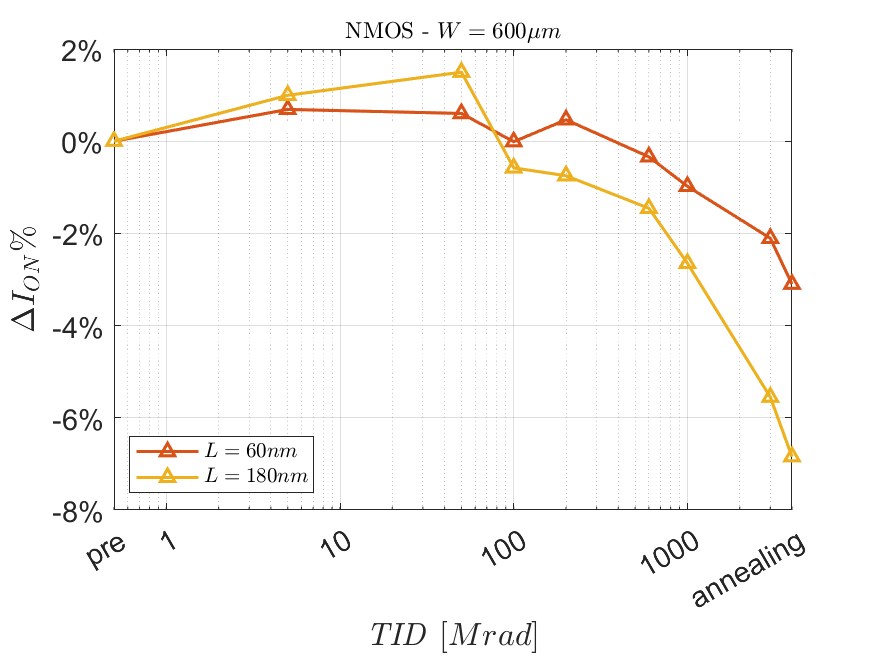 NMOS - W = 600μm
2%
0%
-2%
-4%
-6%
-8%
ΔI_ON%
L = 60nm
L = 180nm
pre
1
10
100
1000
annealing
TID [Mrad]